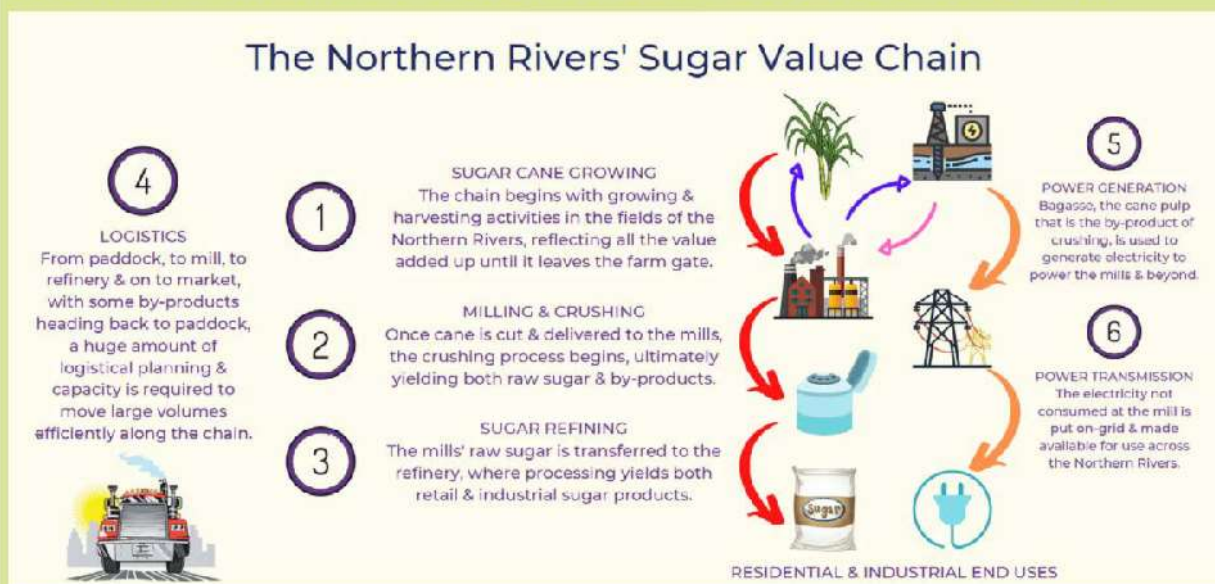 The Northern Rivers' Sugar Value Chain
4
LOGISTICS
From paddock, to mill, to
refinery & on to market,
with some by-products
heading back to paddock,
a huge amount of
logistical planning &
capacity is required to
move large volumes
efficiently along the chain.
1
SUGAR CANE GROWING
The chain begins with growing &
harvesting activities in the fields of the
Northern Rivers, reflecting all the value
added up until it leaves the farm gate.
2
MILLING & CRUSHING
Once cane is cut & delivered to the mills,
the crushing process begins, ultimately
yielding both raw sugar & by-products.
3
SUGAR REFINING
The mills' raw sugar is transferred to the
refinery, where processing yields both
retail & industrial sugar products.
Sugar
5
POWER GENERATION
Bagasse, the cane pulp
that is the by-product of
crushing, is used to
generate electricity to
power the mills & beyond.
6
POWER TRANSMISSION
The electricity not
consumed at the mill is
put on-grid & made
available for use across
the Northern Rivers.
RESIDENTIAL & INDUSTRIAL END USES